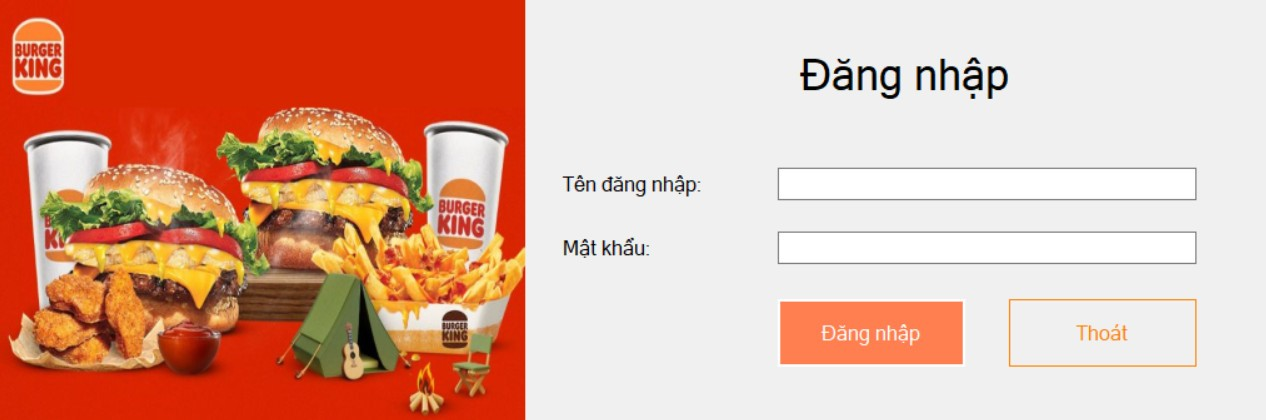 BURGER
KING
BURGER
KING
BURGER
KING
Đăng nhập
Tên đăng nhập:
Mật khẩu:
Đăng nhập
Thoát